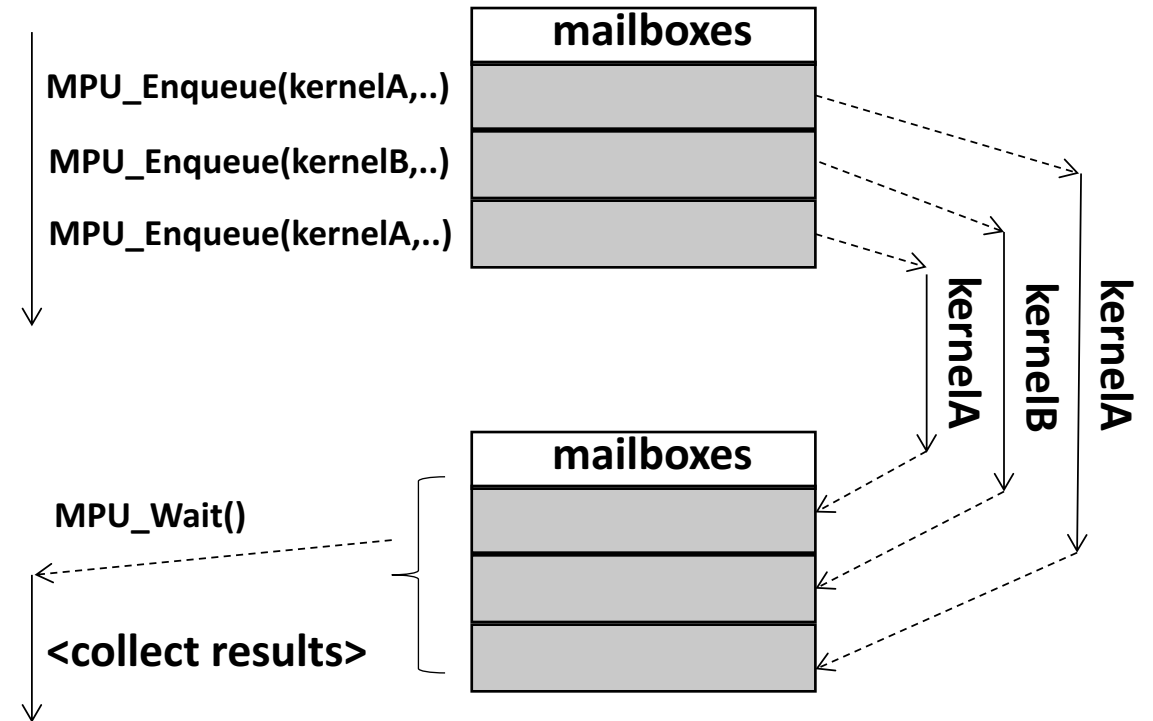 mailboxes
MPU_Enqueue(kernelA,..)
MPU_Enqueue(kernelB,..)
MPU_Enqueue(kernelA,..)
kernelA
kernelB
kernelA
mailboxes
MPU_Wait()
<collect results>